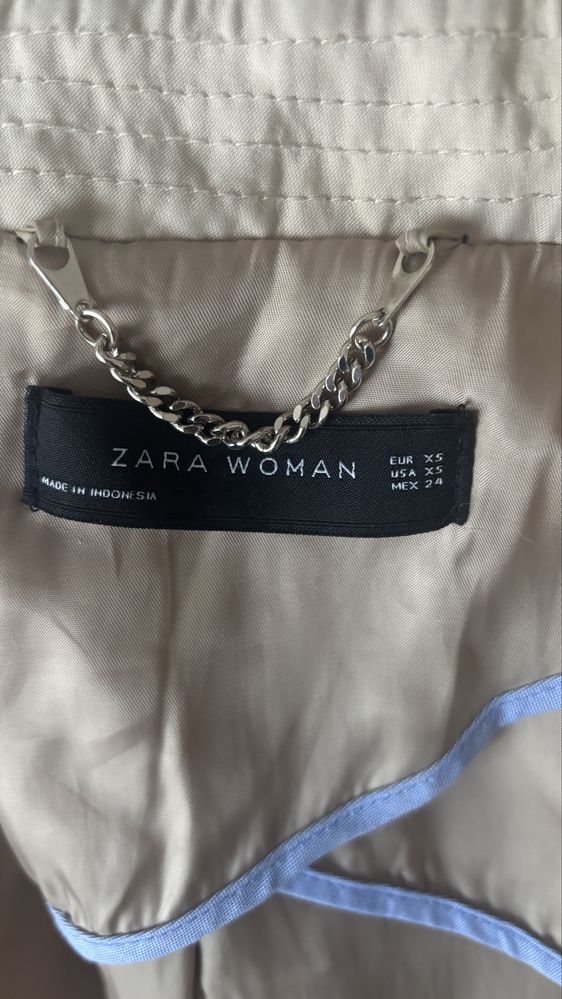 ZARA WOMAN
EUR XS
USA XS
MEX 24
MADE IN INDONESIA